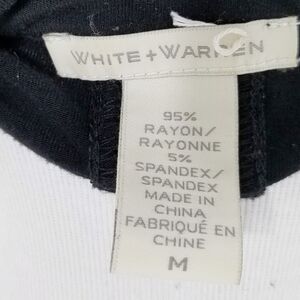 WHITE + WARREN
95%
RAYON/
RAYONNE
5%
SPANDEX/
SPANDEX
MADE IN
CHINA
FABRIQUÉ EN
CHINE
M